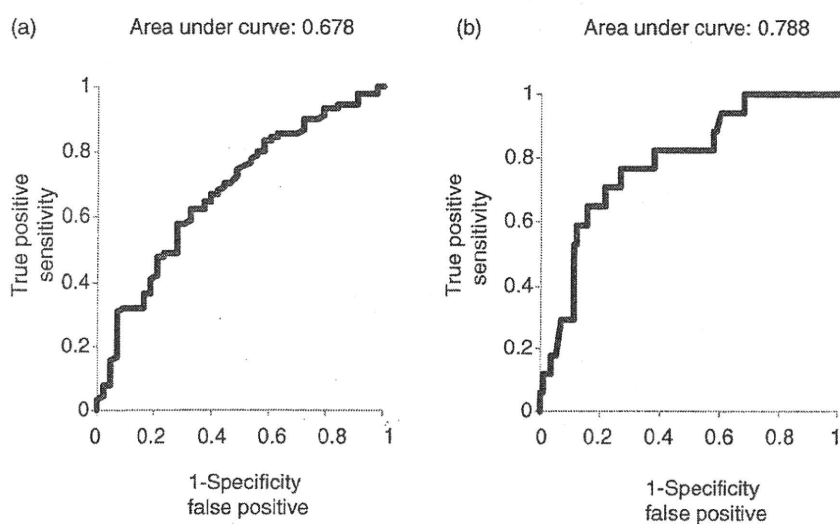 (a) Area under curve: 0.678
1
0.8
0.6
0.4
0.2
0
True positive
sensitivity
0 0.2 0.4 0.6 0.8 1
1-Specificity
false positive
(b) Area under curve: 0.788
1
0.8
0.6
0.4
0.2
0
True positive
sensitivity
0 0.2 0.4 0.6 0.8 1
1-Specificity
false positive